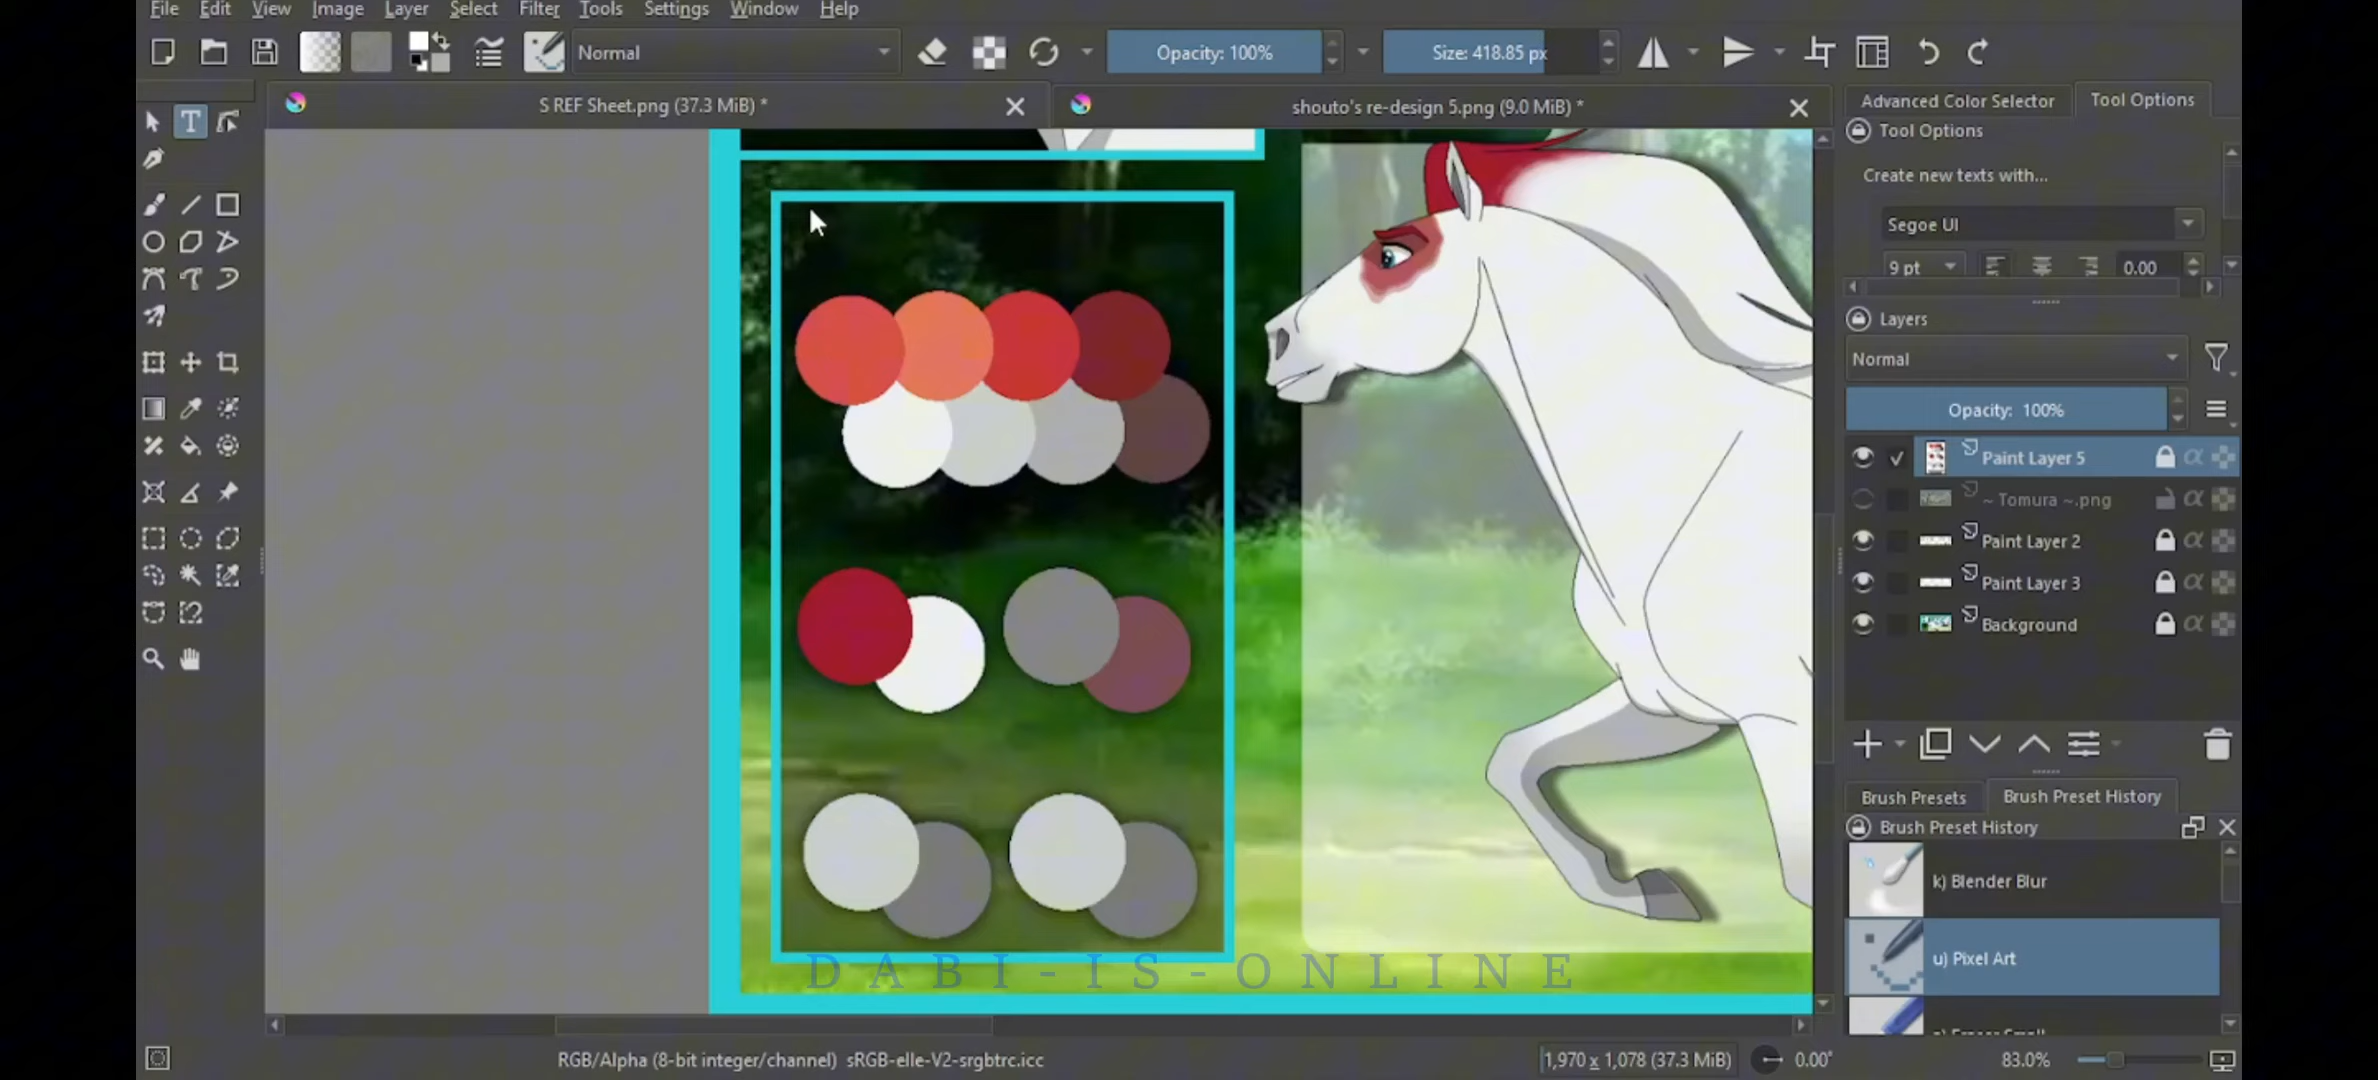 File Edit View Image Layer Select Filter Tools Settings Window Help
Normal Opacity: 100% Size: 418.85 px
S REF Sheet.png (37.3 MiB) * shouto's re-design 5.png (9.0 MiB) *
Advanced Color Selector Tool Options
Tool Options
Create new texts with...
Segoe UI
9 pt 0.00
Layers
Normal
Opacity: 100%
Paint Layer 5
~ Tomura ~.png
Paint Layer 2
Paint Layer 3
Background
Brush Presets Brush Preset History
Brush Preset History
k) Blender Blur
u) Pixel Art
DABI-IS-ONLINE
RGB/Alpha (8-bit integer/channel) sRGB-elle-V2-srgbtrc.icc 1,970 x 1,078 (37.3 MiB) 0.00° 83.0%